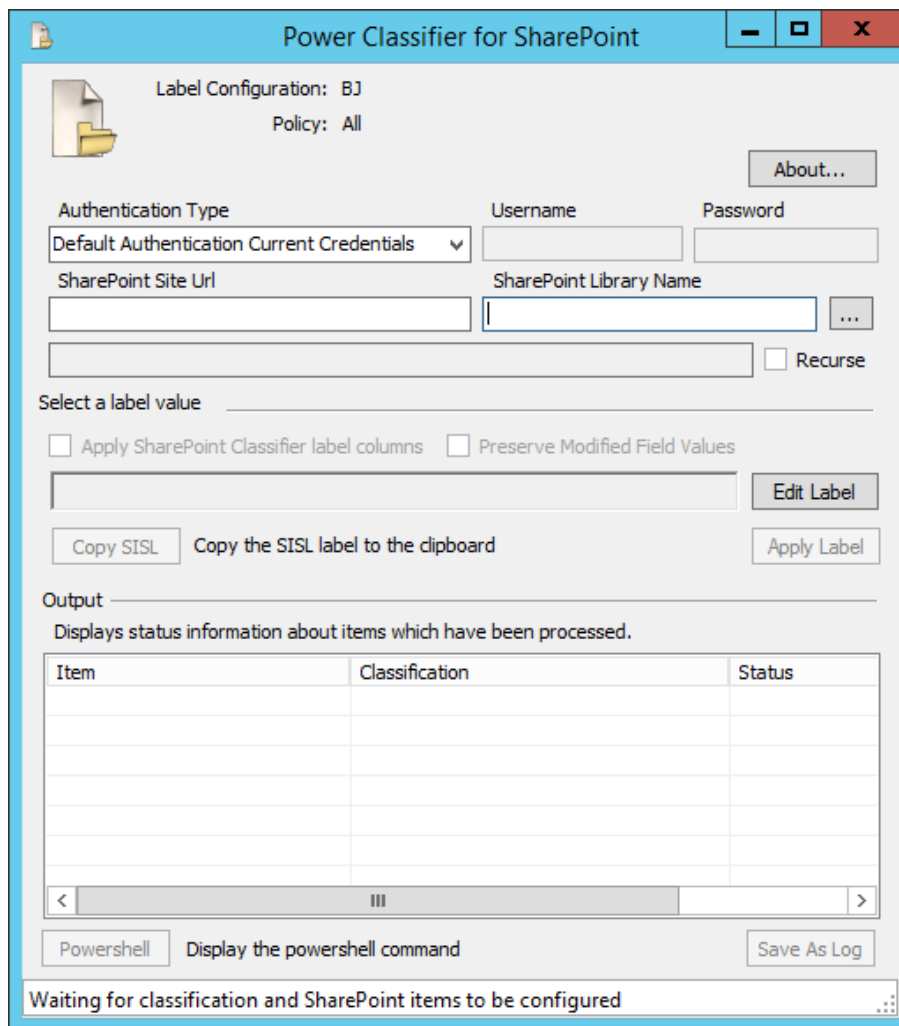 Power Classifier for SharePoint
Label Configuration: BJ
Policy: All
About...
Authentication Type Username Password
Default Authentication Current Credentials
SharePoint Site Url SharePoint Library Name
...
Recurse
Select a label value
Apply SharePoint Classifier label columns Preserve Modified Field Values
Edit Label
Copy SISL Copy the SISL label to the clipboard Apply Label
Output
Displays status information about items which have been processed.
Item Classification Status
Powershell Display the powershell command Save As Log
Waiting for classification and SharePoint items to be configured